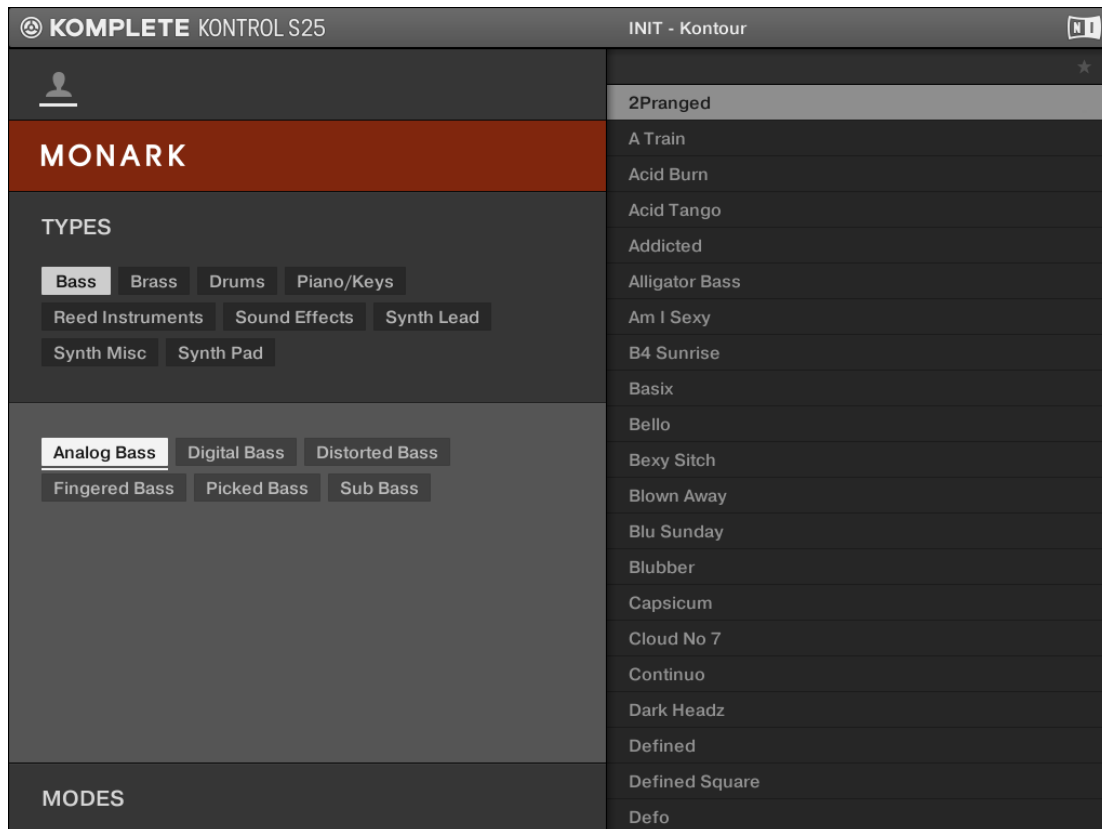 KOMPLETE KONTROL S25
INIT - Kontour
NI
MONARK
TYPES
Bass Brass Drums Piano/Keys
Reed Instruments Sound Effects Synth Lead
Synth Misc Synth Pad
Analog Bass Digital Bass Distorted Bass
Fingered Bass Picked Bass Sub Bass
MODES
2Pranged
A Train
Acid Burn
Acid Tango
Addicted
Alligator Bass
Am I Sexy
B4 Sunrise
Basix
Bello
Bexy Sitch
Blown Away
Blu Sunday
Blubber
Capsicum
Cloud No 7
Continuo
Dark Headz
Defined
Defined Square
Defo